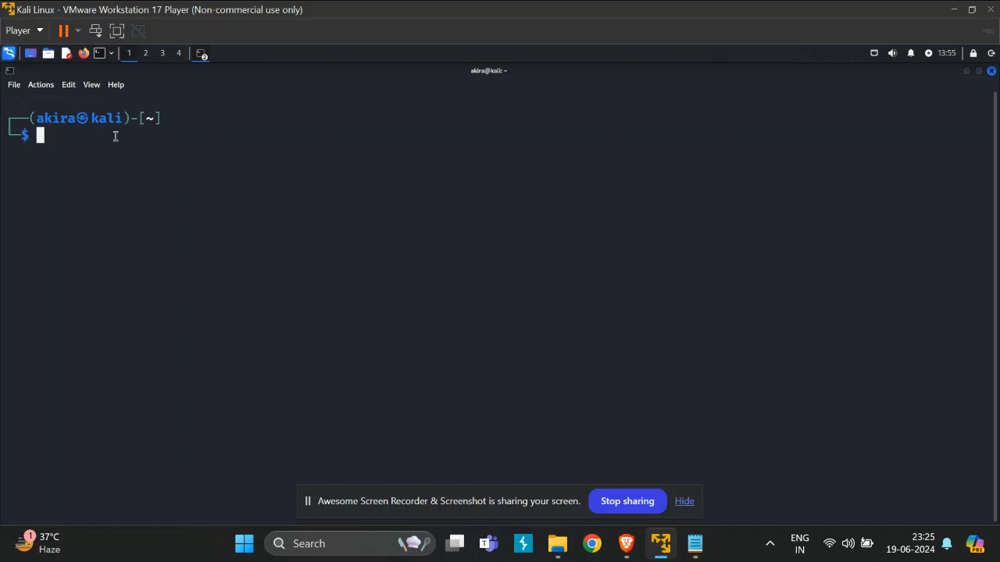 Kali Linux - VMware Workstation 17 Player (Non-commercial use only)
Player
1 2 3 4 2 13:55
akira@kali: ~
File Actions Edit View Help
┌──(akira㉿kali)-[~]
└─$
Awesome Screen Recorder & Screenshot is sharing your screen. Stop sharing Hide
1 37°C
Haze
Search
ENG
IN
23:25
19-06-2024
PRE